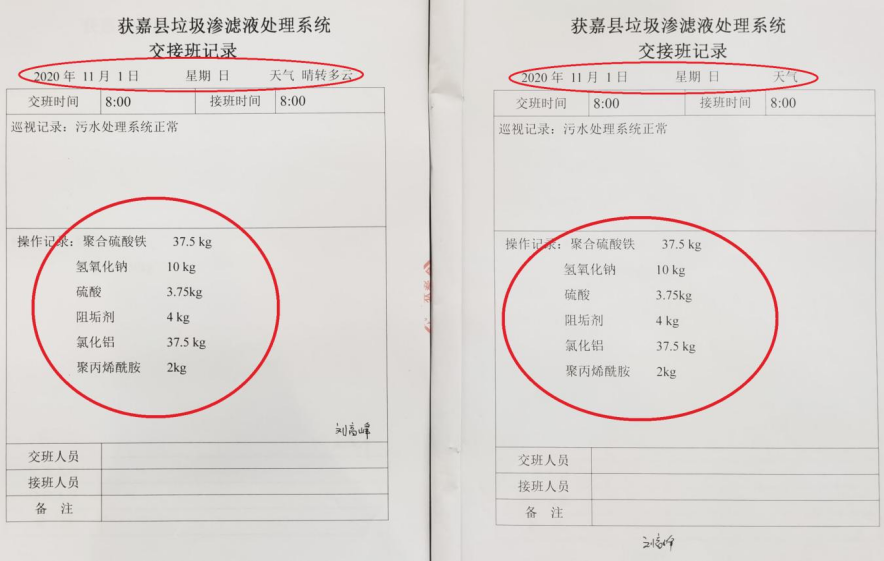 获嘉县垃圾渗滤液处理系统
交接班记录
2020 年 11 月 1 日 星期 日 天气 晴转多云
交班时间 8:00 接班时间 8:00
巡视记录：污水处理系统正常
操作记录：聚合硫酸铁 37.5 kg
氢氧化钠 10 kg
硫酸 3.75kg
阻垢剂 4 kg
氯化铝 37.5 kg
聚丙烯酰胺 2kg
刘高峰
交班人员
接班人员
备 注
获嘉县垃圾渗滤液处理系统
交接班记录
2020 年 11 月 1 日 星期 日 天气
交班时间 8:00 接班时间 8:00
巡视记录：污水处理系统正常
操作记录：聚合硫酸铁 37.5 kg
氢氧化钠 10 kg
硫酸 3.75kg
阻垢剂 4 kg
氯化铝 37.5 kg
聚丙烯酰胺 2kg
交班人员
接班人员
备 注
刘高峰